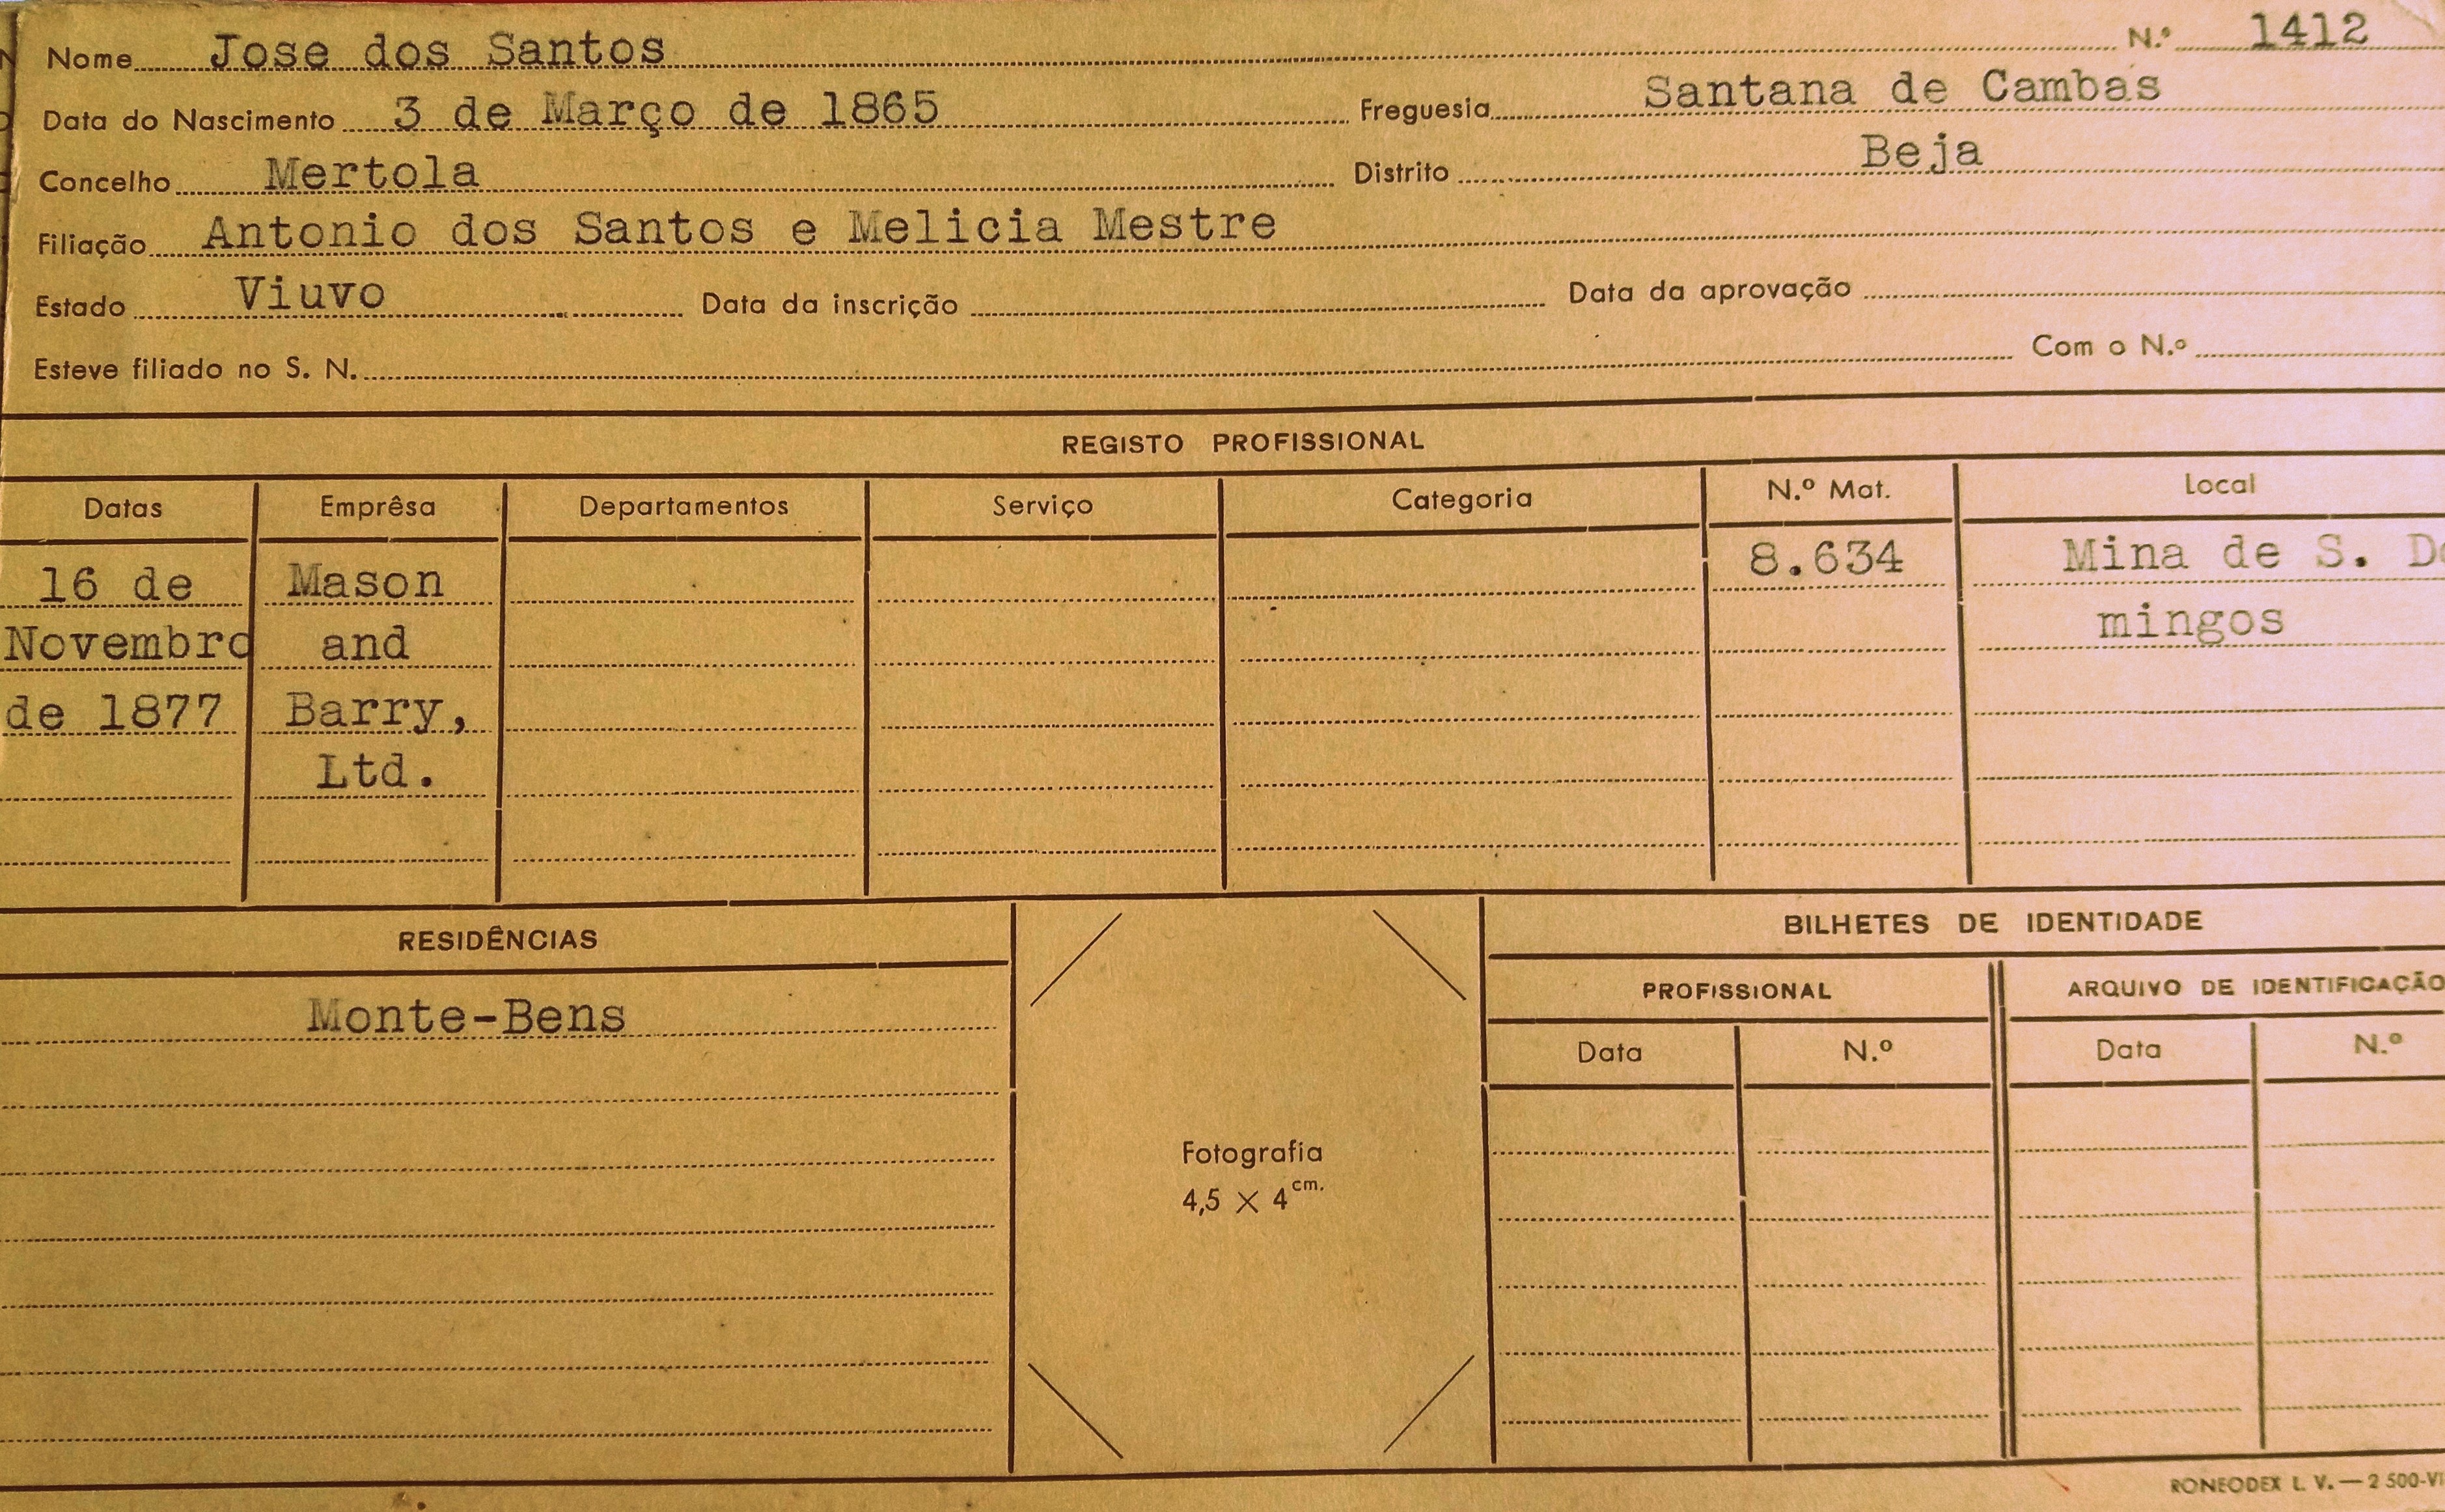 Nome Jose dos Santos N.º 1412
Data do Nascimento 3 de Março de 1865 Freguesia Santana de Cambas
Concelho Mertola Distrito Beja
Filiação Antonio dos Santos e Melicia Mestre
Estado Viuvo Data da inscrição Data da aprovação
Esteve filiado no S. N. Com o N.º
REGISTO PROFISSIONAL
Datas Emprêsa Departamentos Serviço Categoria N.º Mat. Local
16 de Mason 8.634 Mina de S. Do
Novembro and mingos
de 1877 Barry,
Ltd.
RESIDÊNCIAS BILHETES DE IDENTIDADE
PROFISSIONAL ARQUIVO DE IDENTIFICAÇÃO
Monte-Bens
Data N.º Data N.º
Fotografia
4,5 × 4 cm.
RONEODEX L. V. — 2 500-VI